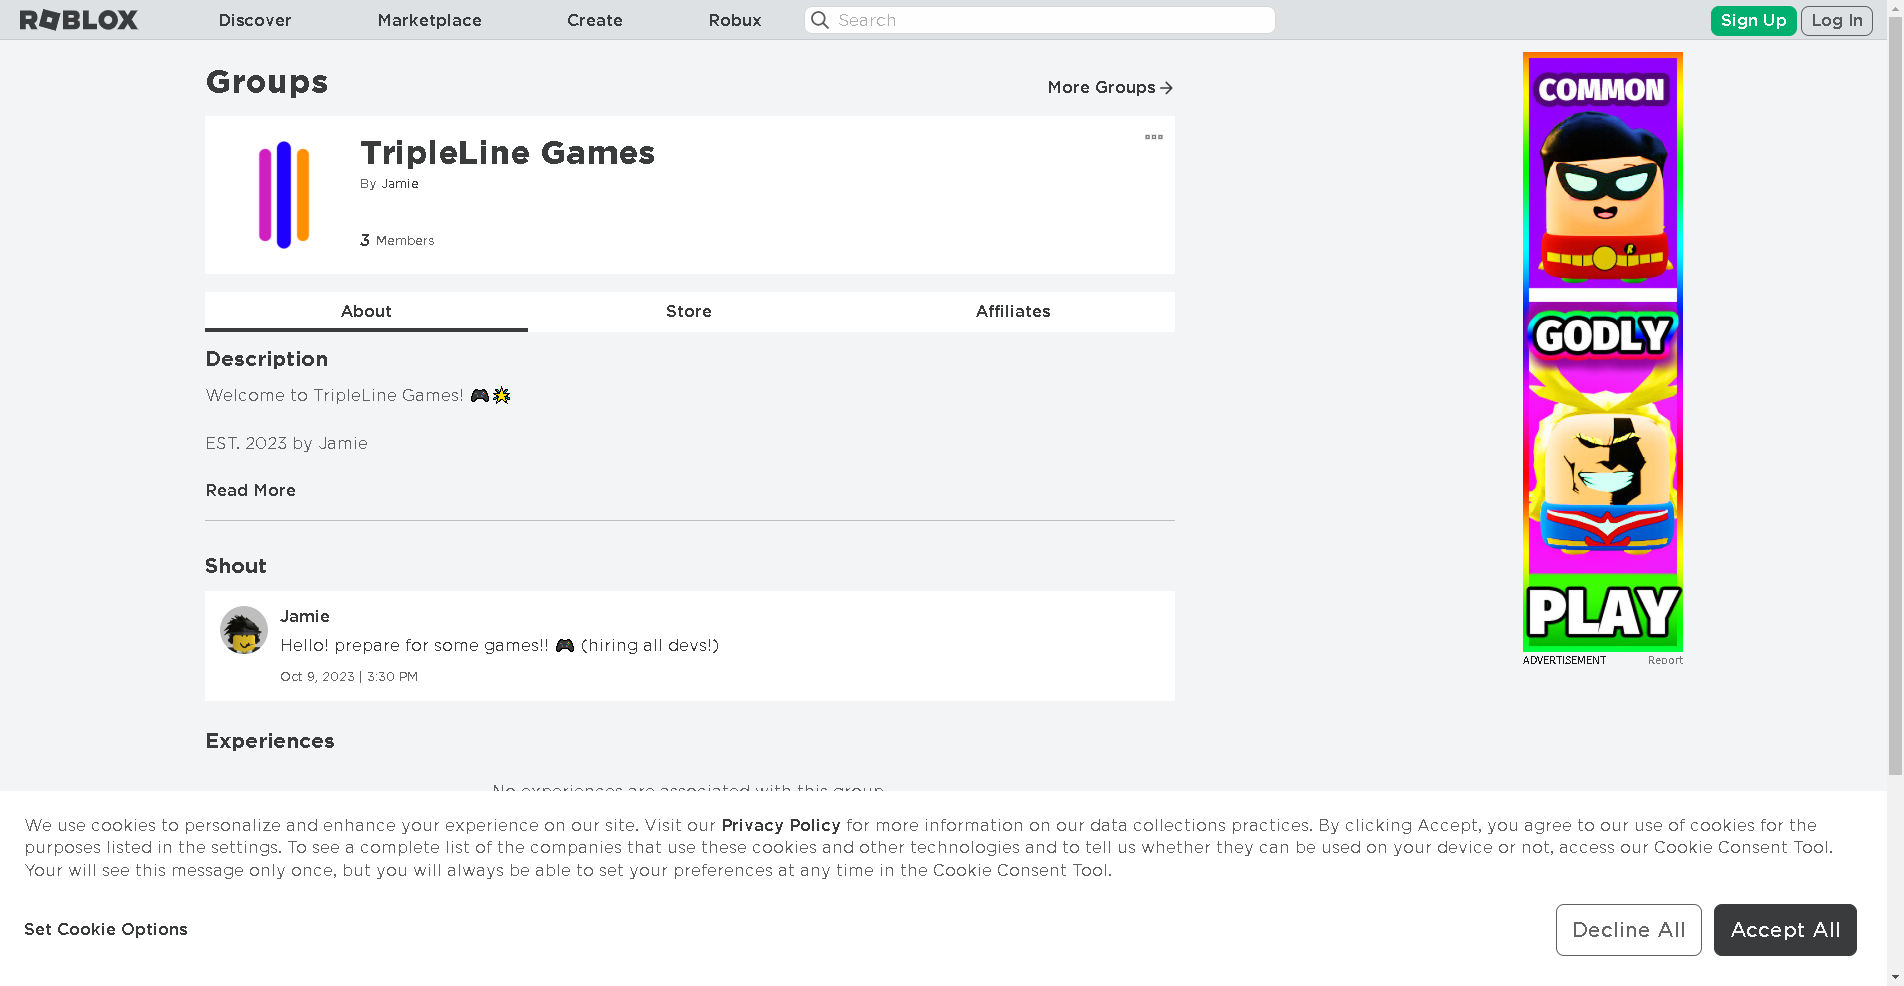 ROBLOX
Discover
Marketplace
Create
Robux
Search
Sign Up
Log In
Groups
More Groups
TripleLine Games
By Jamie
3 Members
About
Store
Affiliates
Description
Welcome to TripleLine Games! 🎮🌟
EST. 2023 by Jamie
Read More
Shout
Jamie
Hello! prepare for some games!! 🎮 (hiring all devs!)
Oct 9, 2023 | 3:30 PM
Experiences
No experiences are associated with this group
COMMON
R
GODLY
PLAY
ADVERTISEMENT
Report
We use cookies to personalize and enhance your experience on our site. Visit our Privacy Policy for more information on our data collections practices. By clicking Accept, you agree to our use of cookies for the
purposes listed in the settings. To see a complete list of the companies that use these cookies and other technologies and to tell us whether they can be used on your device or not, access our Cookie Consent Tool.
Your will see this message only once, but you will always be able to set your preferences at any time in the Cookie Consent Tool.
Set Cookie Options
Decline All
Accept All